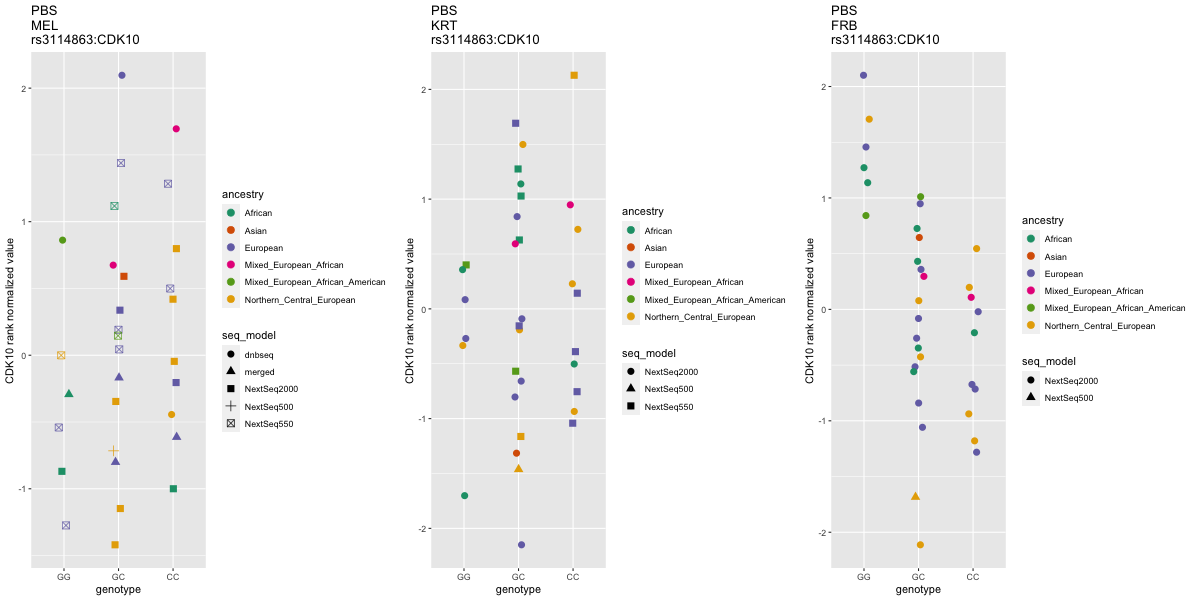 PBS
MEL
rs3114863:CDK10
CDK10 rank normalized value
2
1
0
-1
GG
GC
CC
genotype
ancestry
African
Asian
European
Mixed_European_African
Mixed_European_African_American
Northern_Central_European
seq_model
dnbseq
merged
NextSeq2000
NextSeq500
NextSeq550
PBS
KRT
rs3114863:CDK10
CDK10 rank normalized value
2
1
0
-1
-2
GG
GC
CC
genotype
ancestry
African
Asian
European
Mixed_European_African
Mixed_European_African_American
Northern_Central_European
seq_model
NextSeq2000
NextSeq500
NextSeq550
PBS
FRB
rs3114863:CDK10
CDK10 rank normalized value
2
1
0
-1
-2
GG
GC
CC
genotype
ancestry
African
Asian
European
Mixed_European_African
Mixed_European_African_American
Northern_Central_European
seq_model
NextSeq2000
NextSeq500